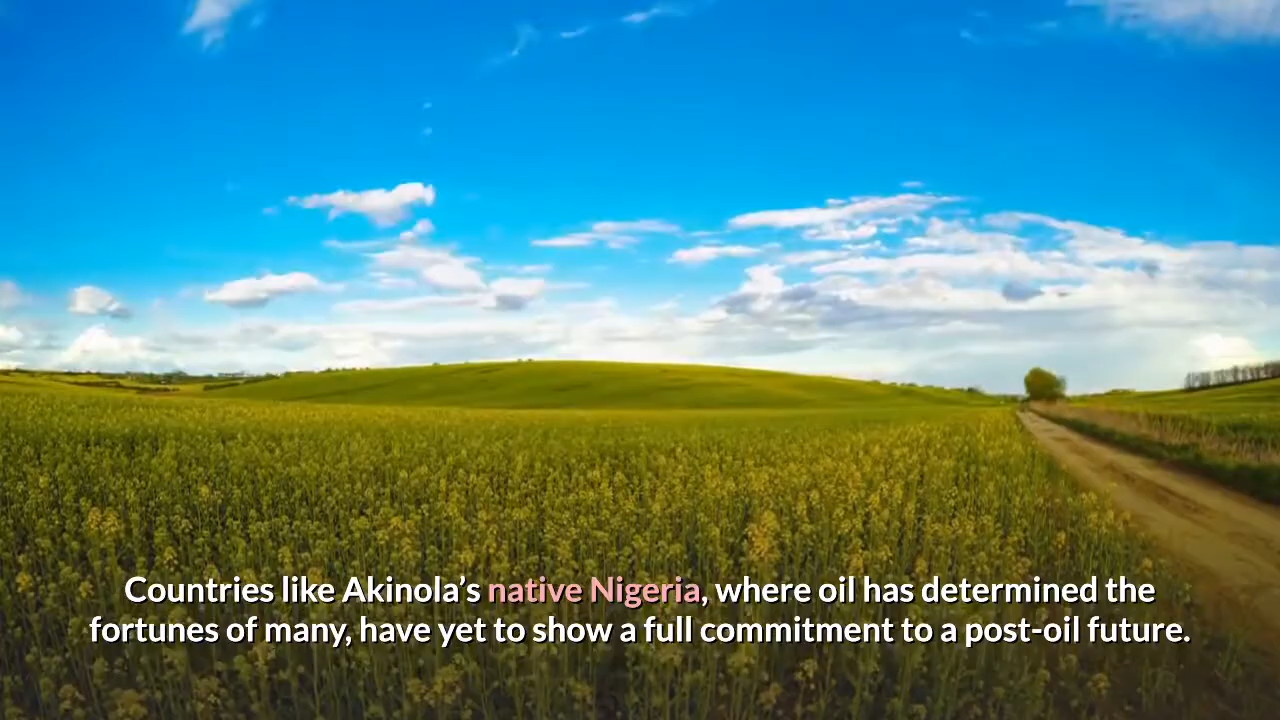 Countries like Akinola’s native Nigeria, where oil has determined the
fortunes of many, have yet to show a full commitment to a post-oil future.